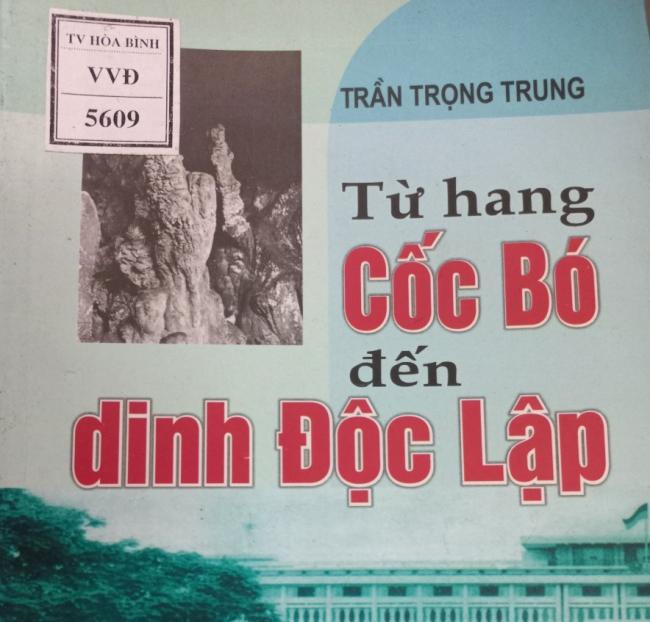 TV HÒA BÌNH
VVĐ
5609
TRẦN TRỌNG TRUNG
Từ hang
Cốc Bó
đến
dinh Độc Lập